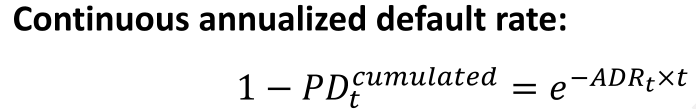 Continuous annualized default rate:
1 − PD_t^{cumulated} = e^{−ADR_t×t}